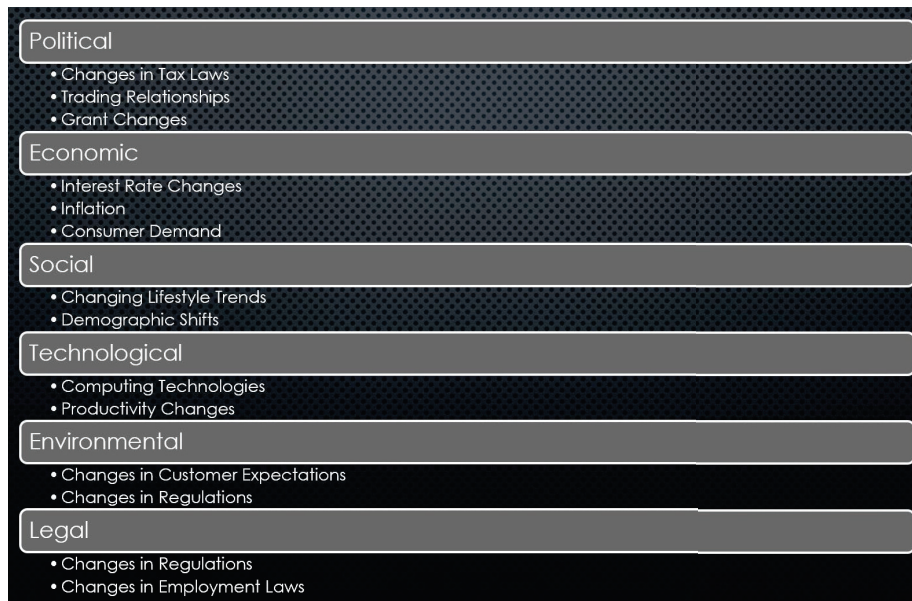 Political
• Changes in Tax Laws
• Trading Relationships
• Grant Changes
Economic
• Interest Rate Changes
• Inflation
• Consumer Demand
Social
• Changing Lifestyle Trends
• Demographic Shifts
Technological
• Computing Technologies
• Productivity Changes
Environmental
• Changes in Customer Expectations
• Changes in Regulations
Legal
• Changes in Regulations
• Changes in Employment Laws